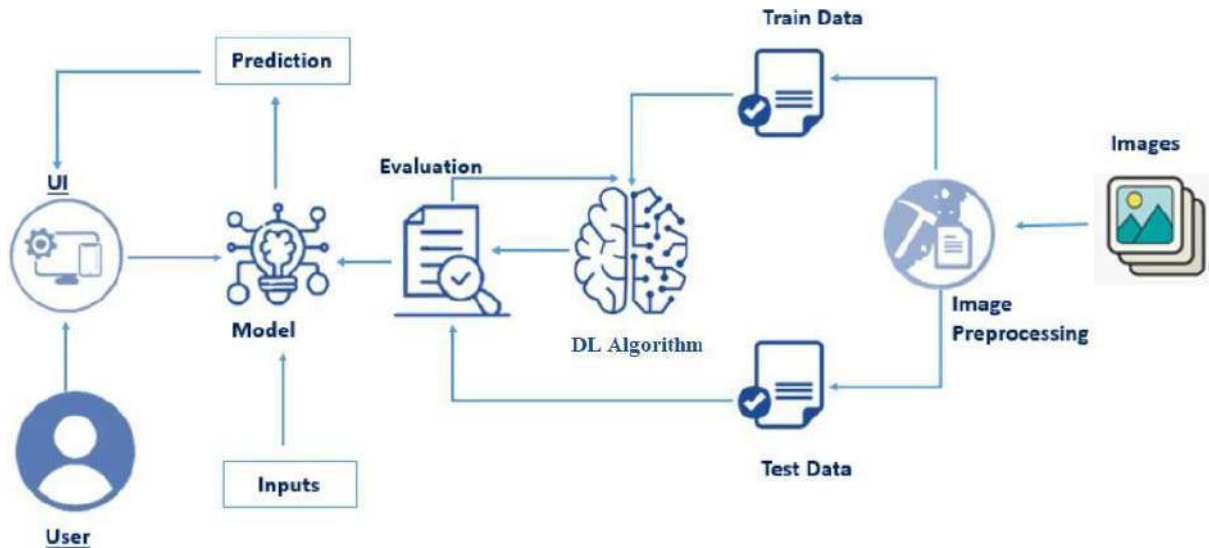 Train Data
Prediction
Images
Evaluation
UI
Model
DL Algorithm
Image
Preprocessing
Inputs
Test Data
User